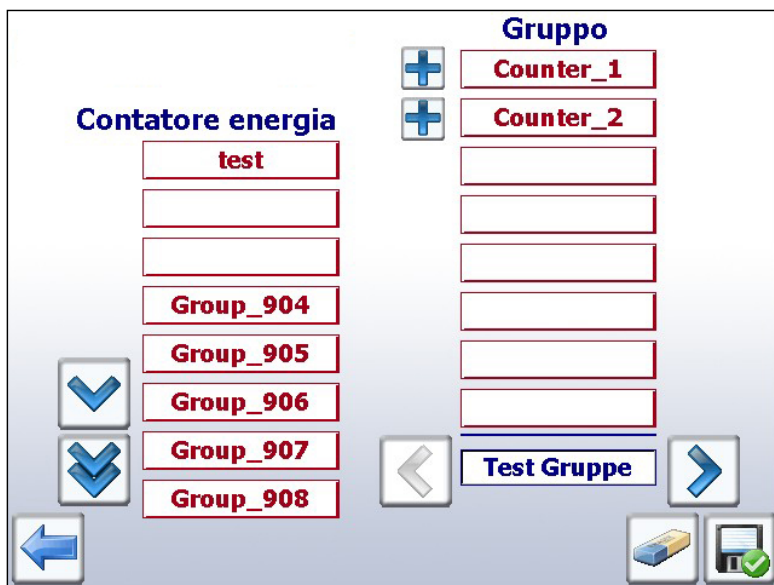 Contatore energia
test
Group_904
Group_905
Group_906
Group_907
Group_908
Gruppo
Counter_1
Counter_2
Test Gruppe